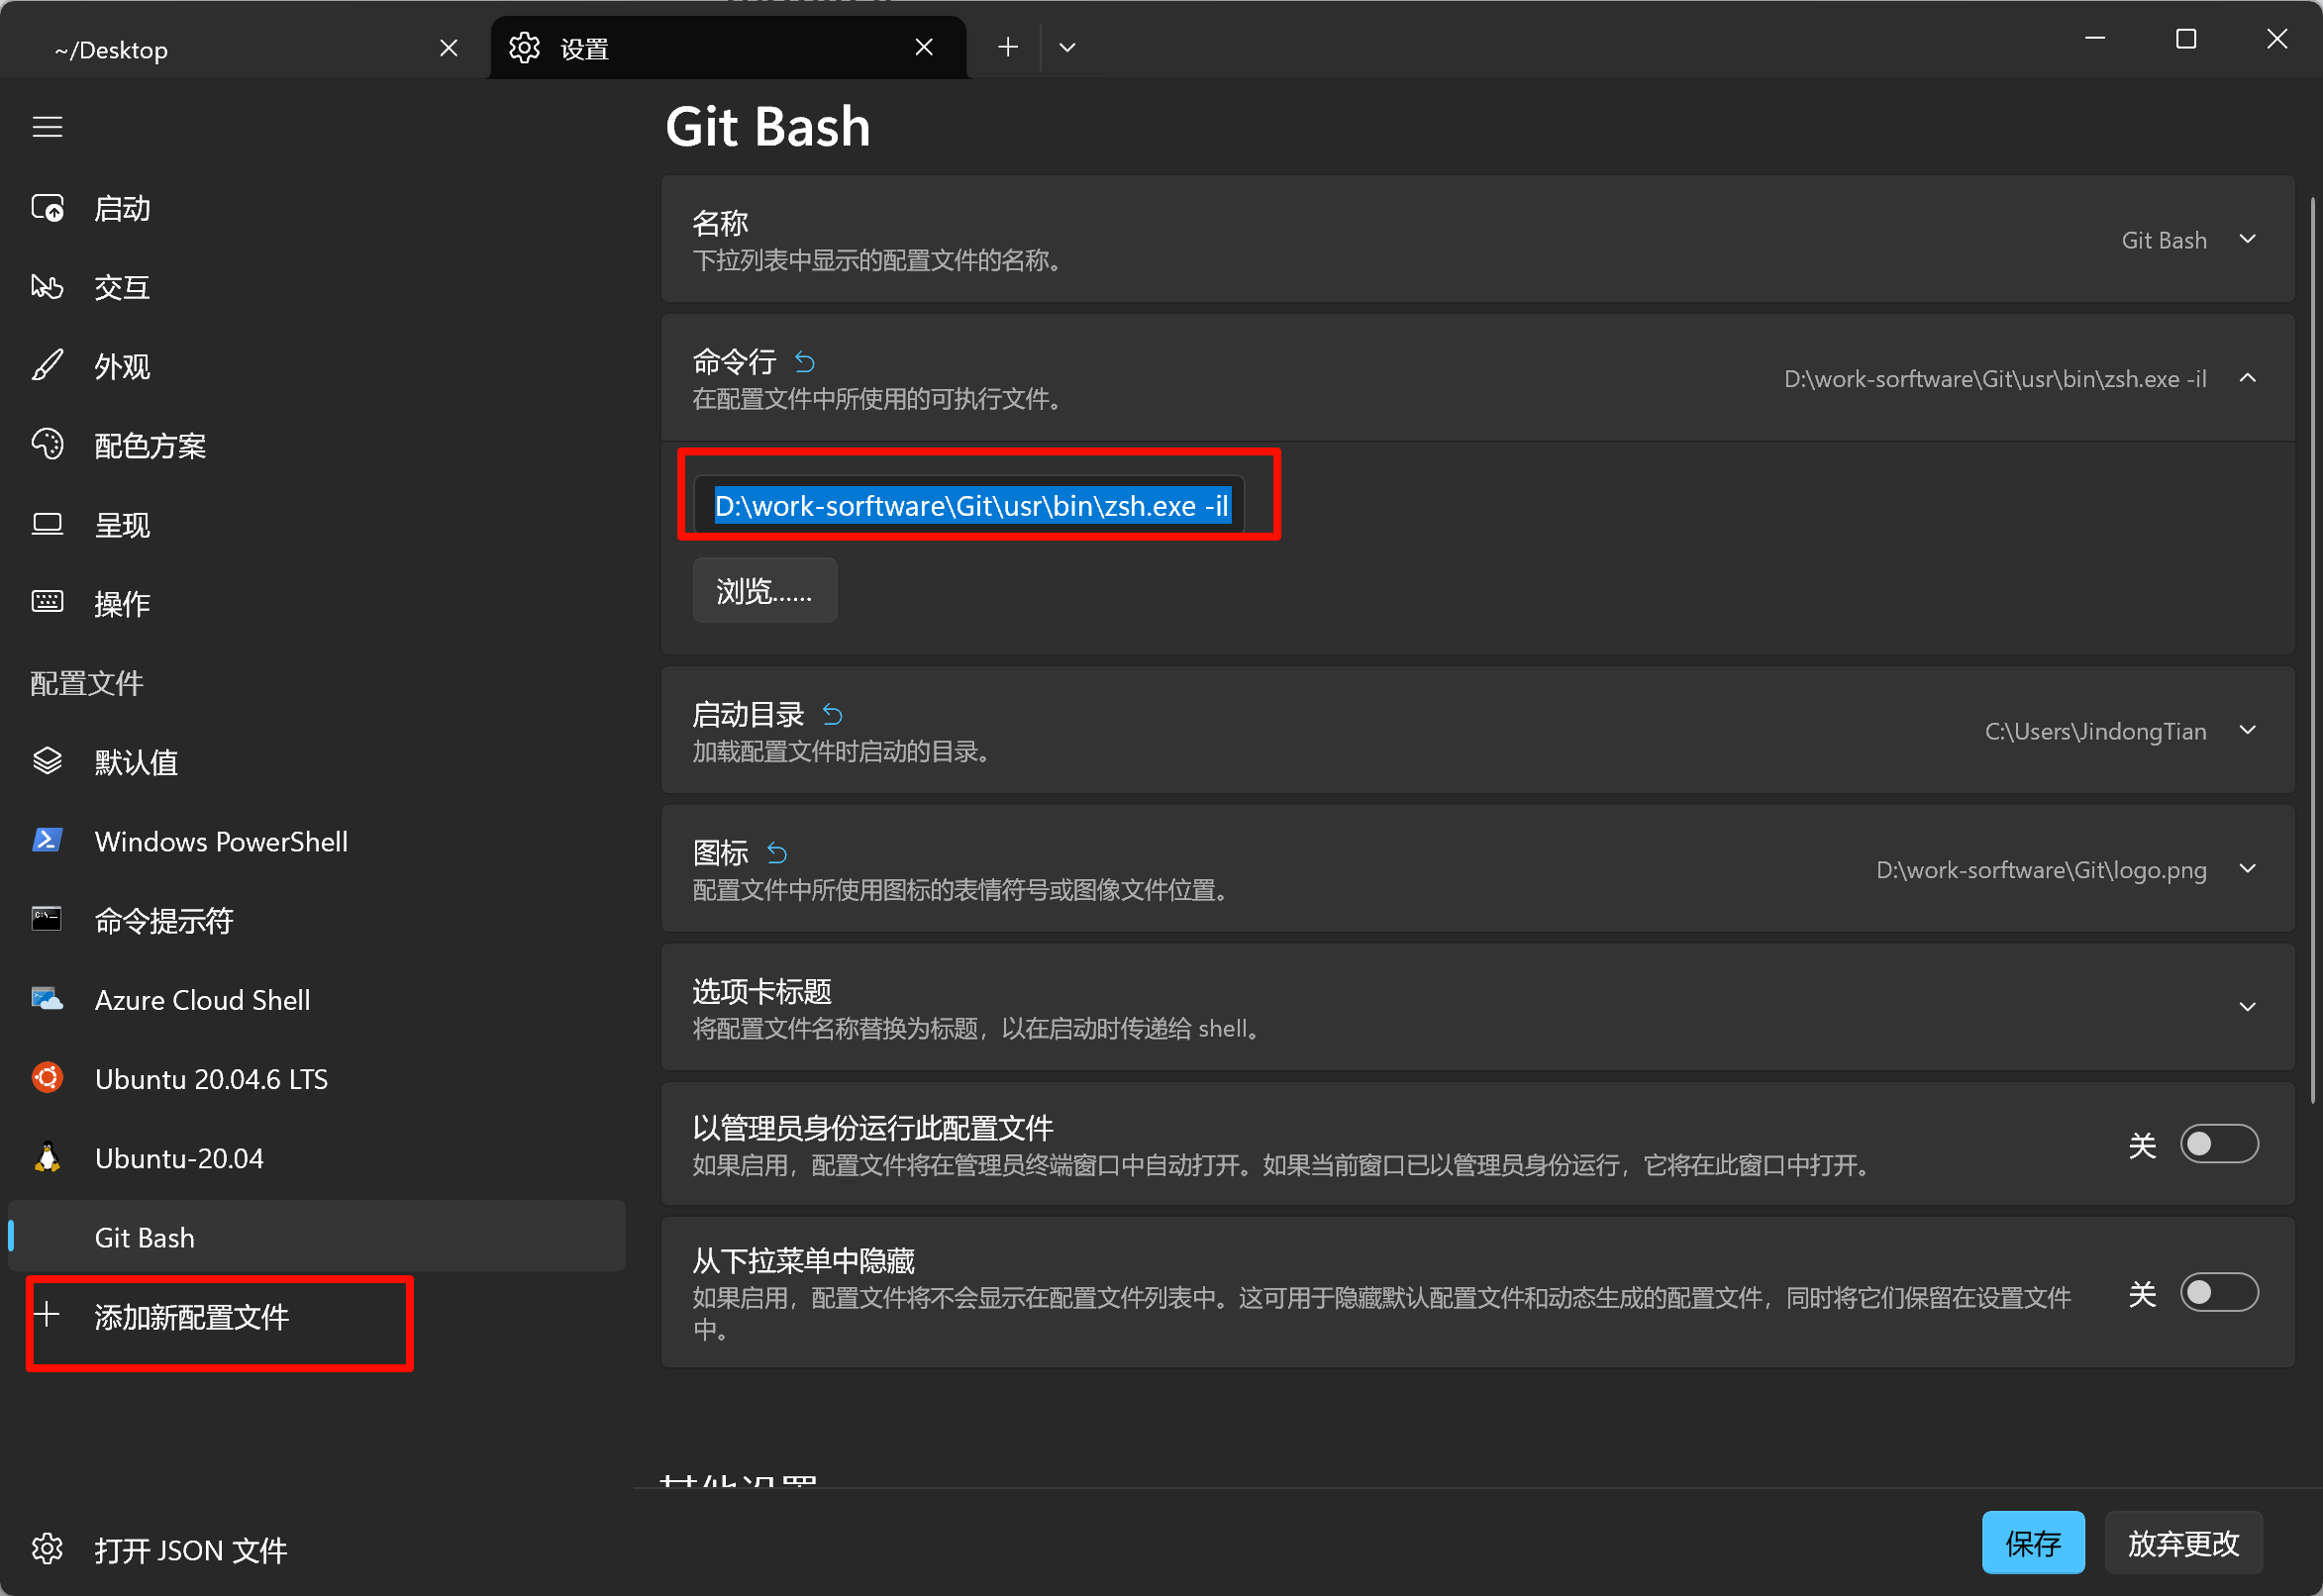 ~/Desktop
设置
启动
交互
外观
配色方案
呈现
操作
配置文件
默认值
Windows PowerShell
命令提示符
Azure Cloud Shell
Ubuntu 20.04.6 LTS
Ubuntu-20.04
Git Bash
添加新配置文件
打开 JSON 文件
Git Bash
名称
下拉列表中显示的配置文件的名称。
Git Bash
命令行
在配置文件中所使用的可执行文件。
D:\work-sorftware\Git\usr\bin\zsh.exe -il
D:\work-sorftware\Git\usr\bin\zsh.exe -il
浏览......
启动目录
加载配置文件时启动的目录。
C:\Users\JindongTian
图标
配置文件中所使用图标的表情符号或图像文件位置。
D:\work-sorftware\Git\logo.png
选项卡标题
将配置文件名称替换为标题，以在启动时传递给 shell。
以管理员身份运行此配置文件
如果启用，配置文件将在管理员终端窗口中自动打开。如果当前窗口已以管理员身份运行，它将在此窗口中打开。
关
从下拉菜单中隐藏
如果启用，配置文件将不会显示在配置文件列表中。这可用于隐藏默认配置文件和动态生成的配置文件，同时将它们保留在设置文件
中。
关
其他设置
保存
放弃更改